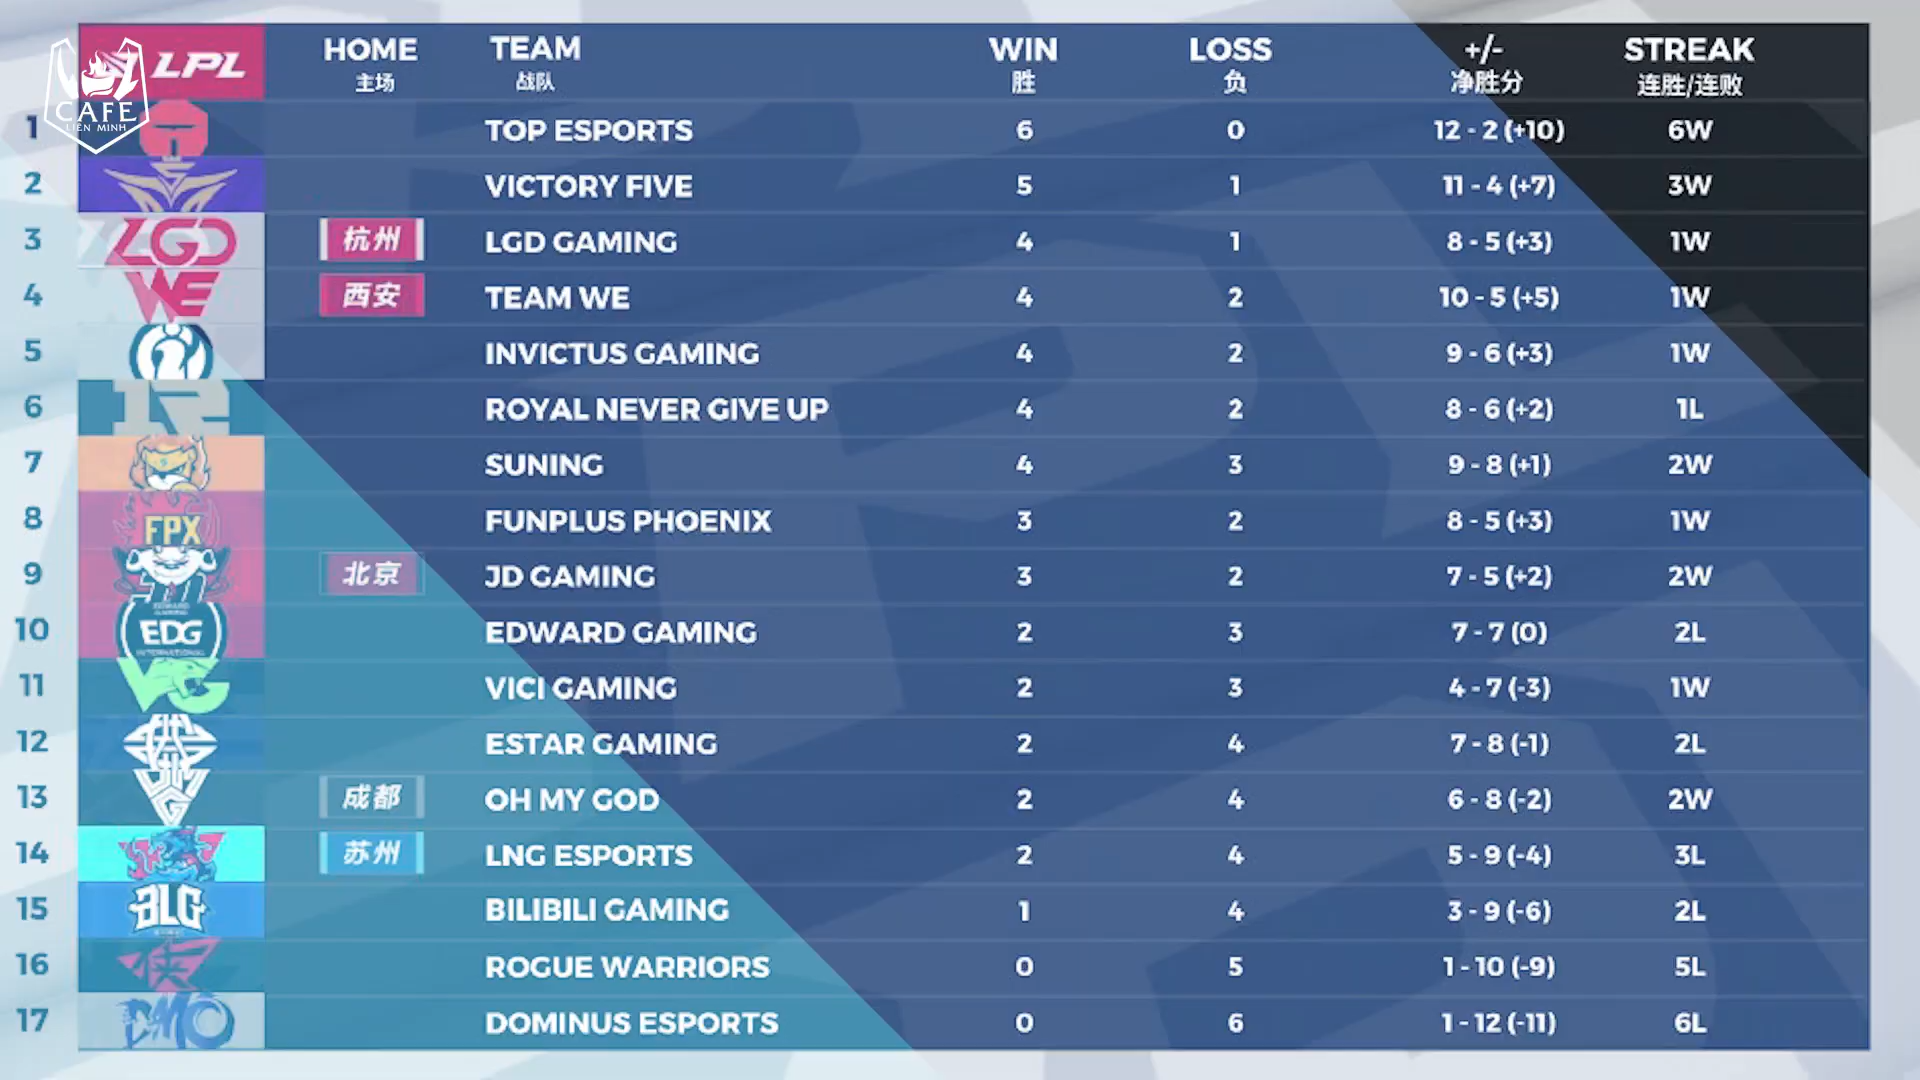 LPL HOME TEAM WIN LOSS +/- STREAK
主场 战队 胜 负 净胜分 连胜/连败
CAFE
LIÊN MINH
1 TOP ESPORTS 6 0 12 - 2 (+10) 6W
2 VICTORY FIVE 5 1 11 - 4 (+7) 3W
3 LGD 杭州 LGD GAMING 4 1 8 - 5 (+3) 1W
4 WE 西安 TEAM WE 4 2 10 - 5 (+5) 1W
5 INVICTUS GAMING 4 2 9 - 6 (+3) 1W
6 ROYAL NEVER GIVE UP 4 2 8 - 6 (+2) 1L
7 SUNING 4 3 9 - 8 (+1) 2W
8 FPX FUNPLUS PHOENIX 3 2 8 - 5 (+3) 1W
9 北京 JD GAMING 3 2 7 - 5 (+2) 2W
10 EDG EDWARD GAMING 2 3 7 - 7 (0) 2L
11 VG VICI GAMING 2 3 4 - 7 (-3) 1W
12 ESTAR GAMING 2 4 7 - 8 (-1) 2L
13 成都 OH MY GOD 2 4 6 - 8 (-2) 2W
14 苏州 LNG ESPORTS 2 4 5 - 9 (-4) 3L
15 BLG BILIBILI GAMING 1 4 3 - 9 (-6) 2L
16 侠 ROGUE WARRIORS 0 5 1 - 10 (-9) 5L
17 DMO DOMINUS ESPORTS 0 6 1 - 12 (-11) 6L